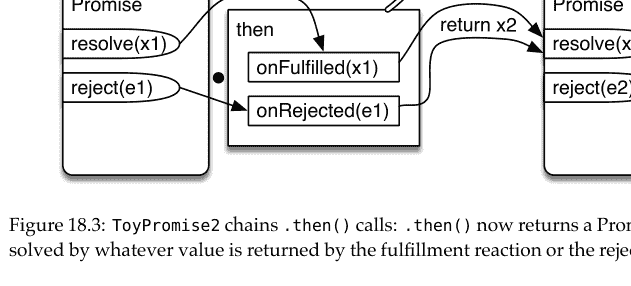 Promise
Promise
then
return x2
resolve(x1)
resolve(x
onFulfilled(x1)
reject(e1)
reject(e2)
onRejected(e1)
Figure 18.3: ToyPromise2 chains .then() calls: .then() now returns a Prom
solved by whatever value is returned by the fulfillment reaction or the reje